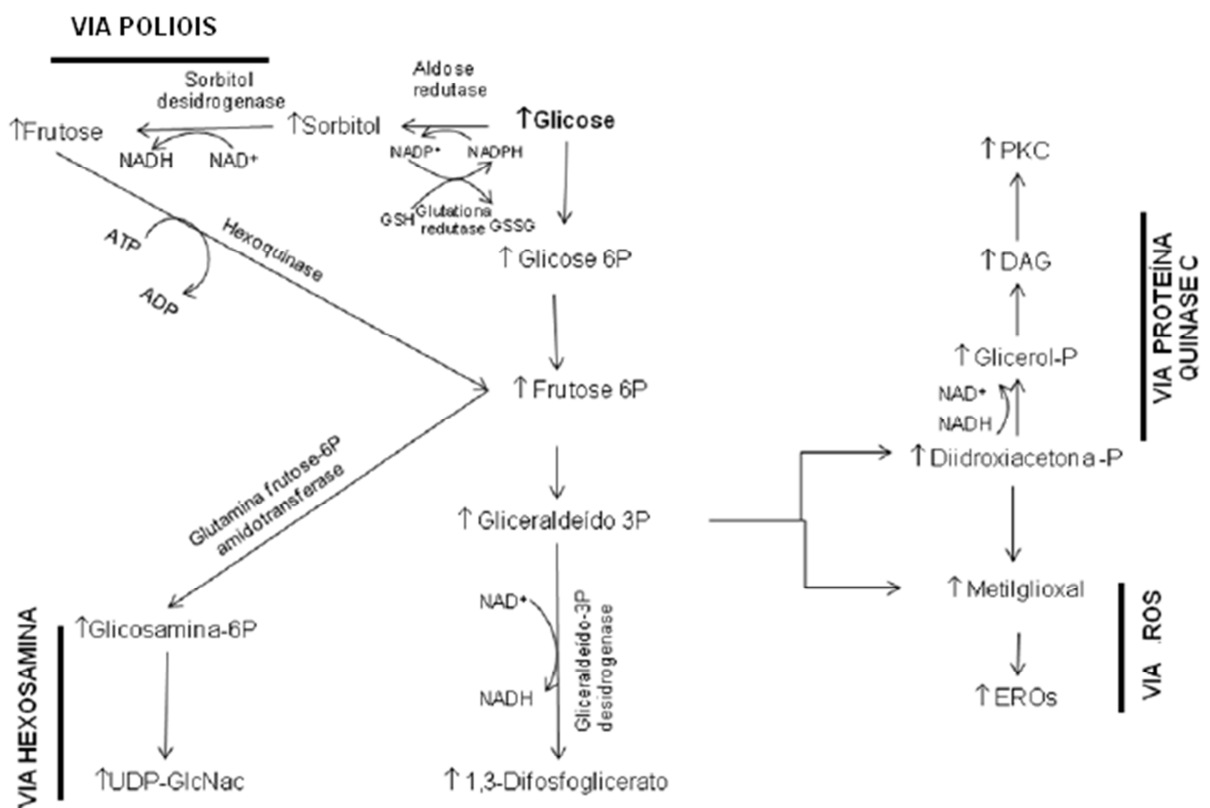 VIA POLIOIS
Sorbitol
desidrogenase
Aldose
redutase
↑Frutose
↑Sorbitol
↑Glicose
NADH
NAD+
NADP+
NADPH
GSH
Glutationa
redutase
GSSG
ATP
ADP
Hexoquinase
↑Glicose 6P
↑Frutose 6P
Glutamina frutose-6P
amidotransferase
↑Gliceraldeído 3P
NAD+
NADH
Gliceraldeído-3P
desidrogenase
↑Glicosamina-6P
↑UDP-GlcNac
↑1,3-Difosfoglicerato
VIA HEXOSAMINA
↑PKC
↑DAG
↑Glicerol-P
NAD+
NADH
↑Diidroxiacetona-P
↑Metilglioxal
↑EROs
VIA PROTEÍNA
QUINASE C
VIA .ROS